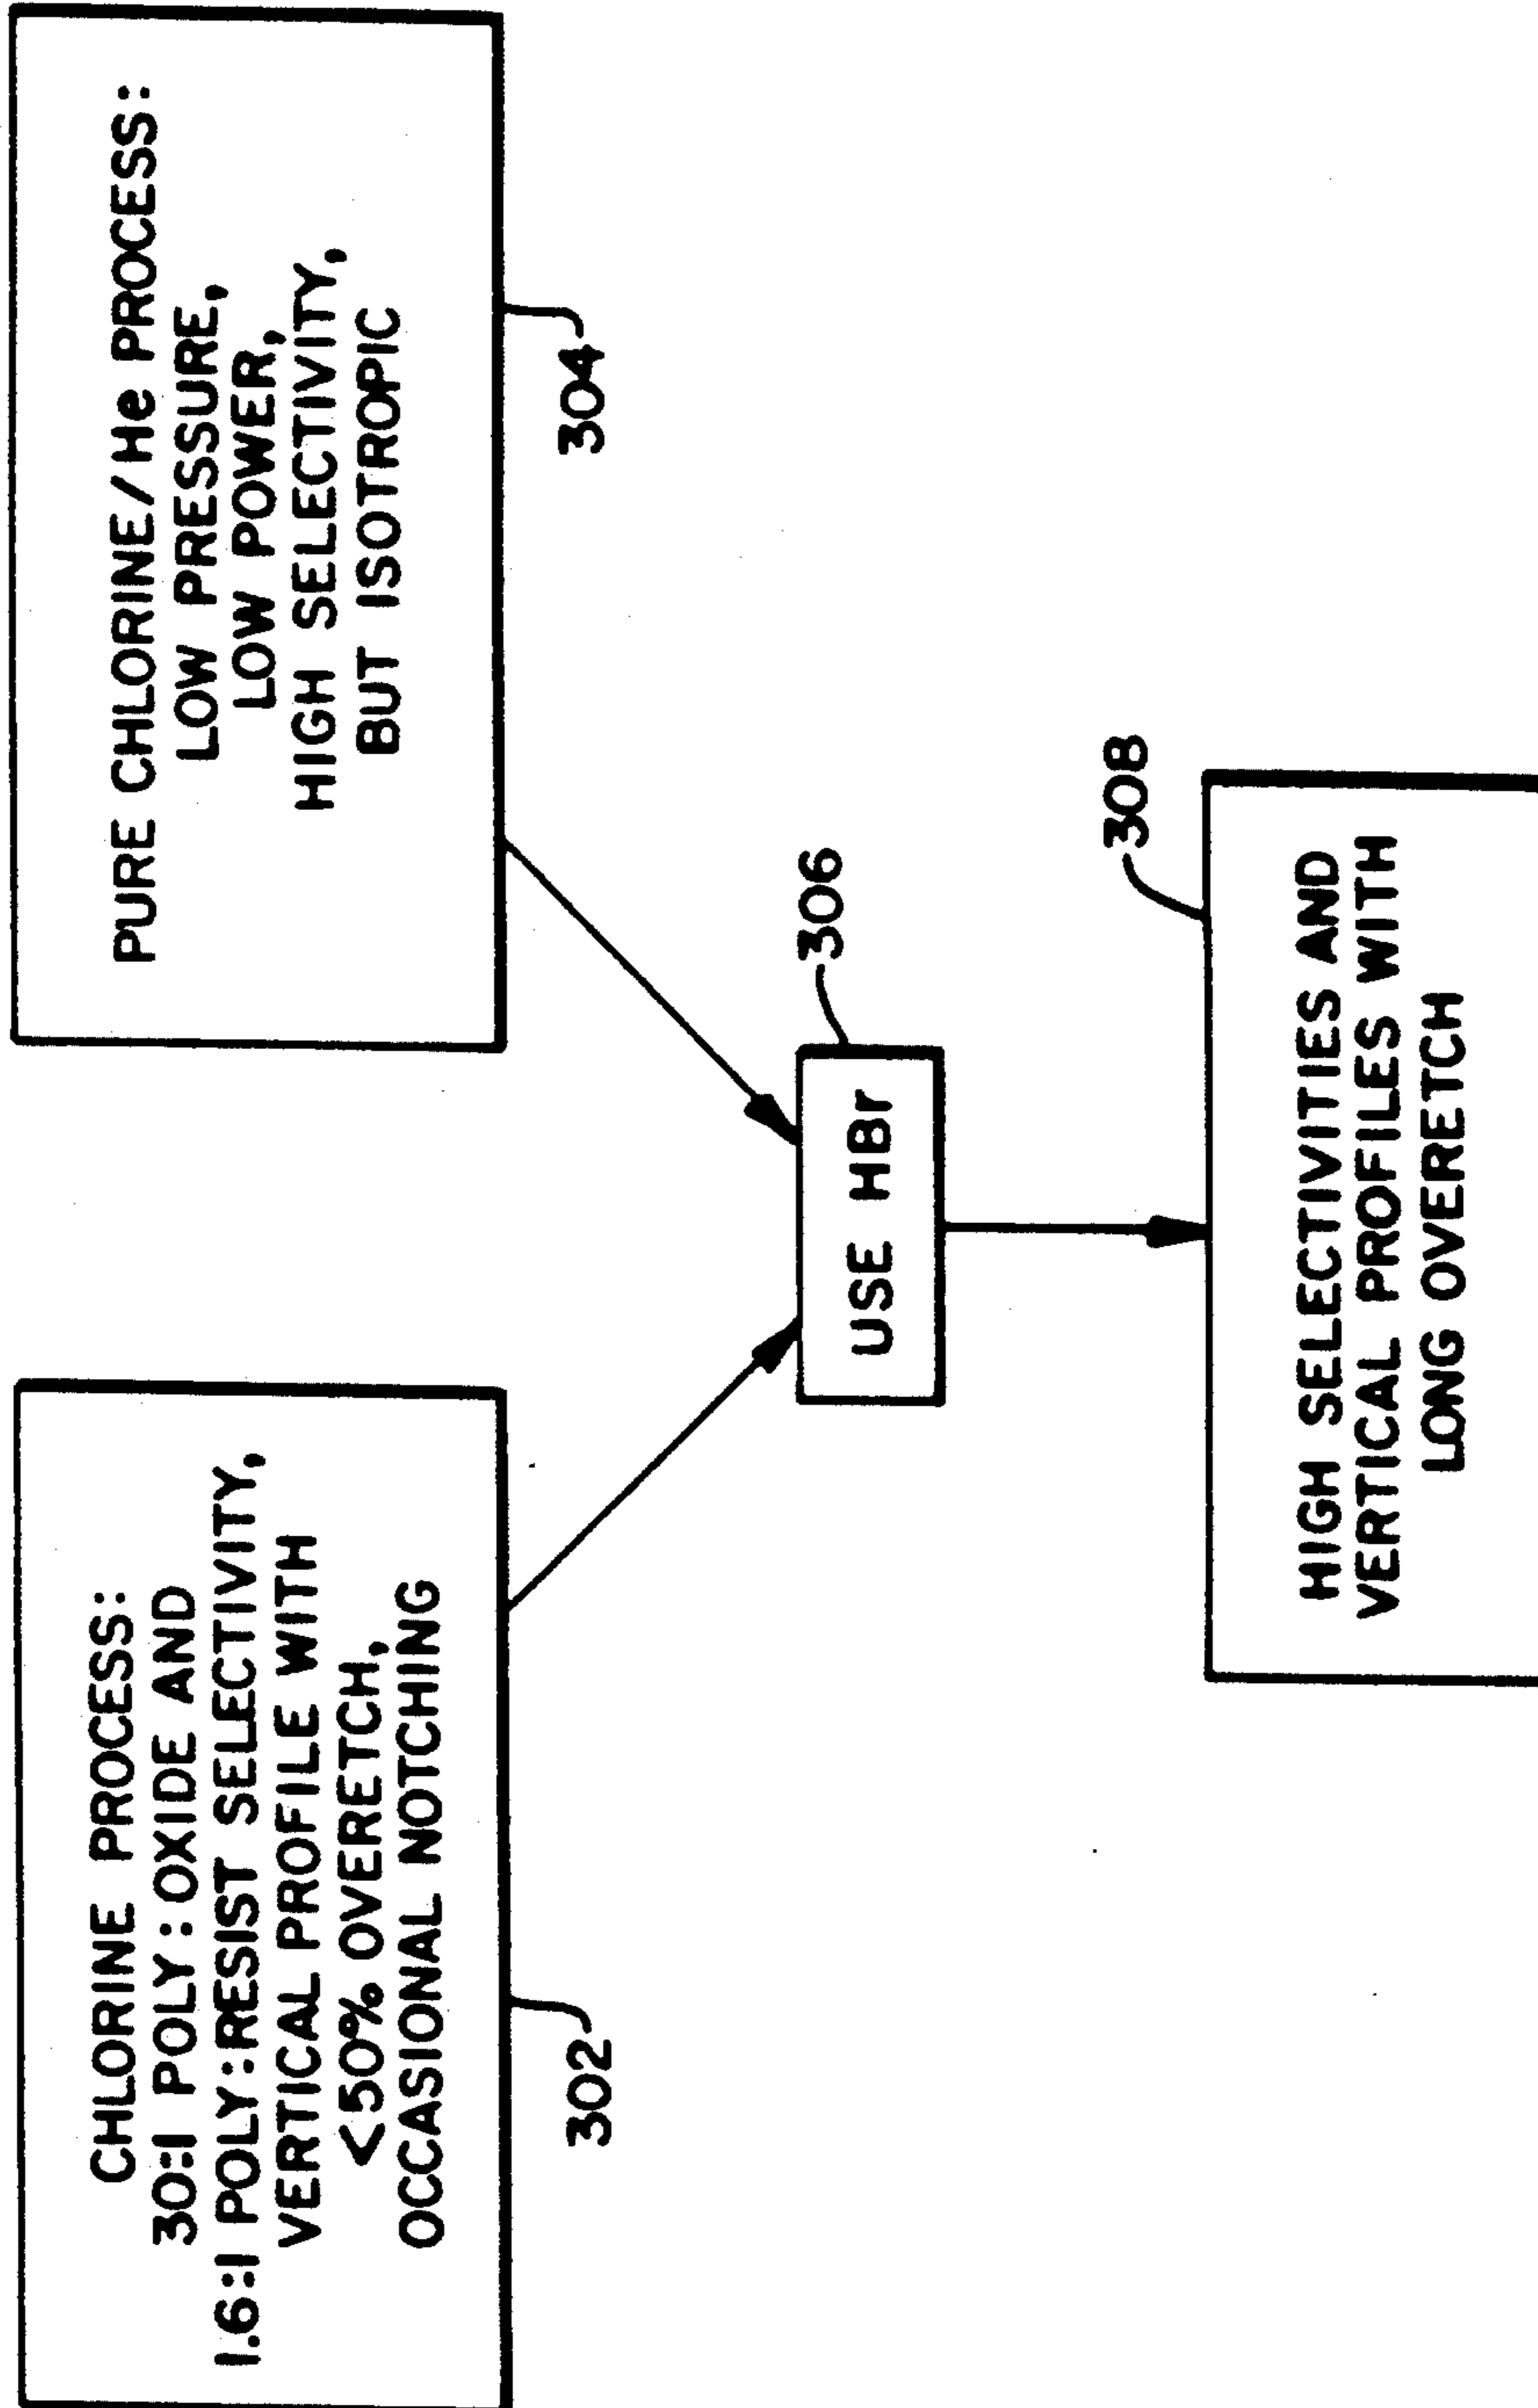 CHLORINE PROCESS:
30:1 POLY:OXIDE AND
1.6:1 POLY:RESIST SELECTIVITY,
VERTICAL PROFILE WITH
<50% OVERETCH,
OCCASIONAL NOTCHING
302
PURE CHLORINE/He PROCESS:
LOW PRESSURE,
LOW POWER,
HIGH SELECTIVITY,
BUT ISOTROPIC
304
USE HBr
306
HIGH SELECTIVITIES AND
VERTICAL PROFILES WITH
LONG OVERETCH
308